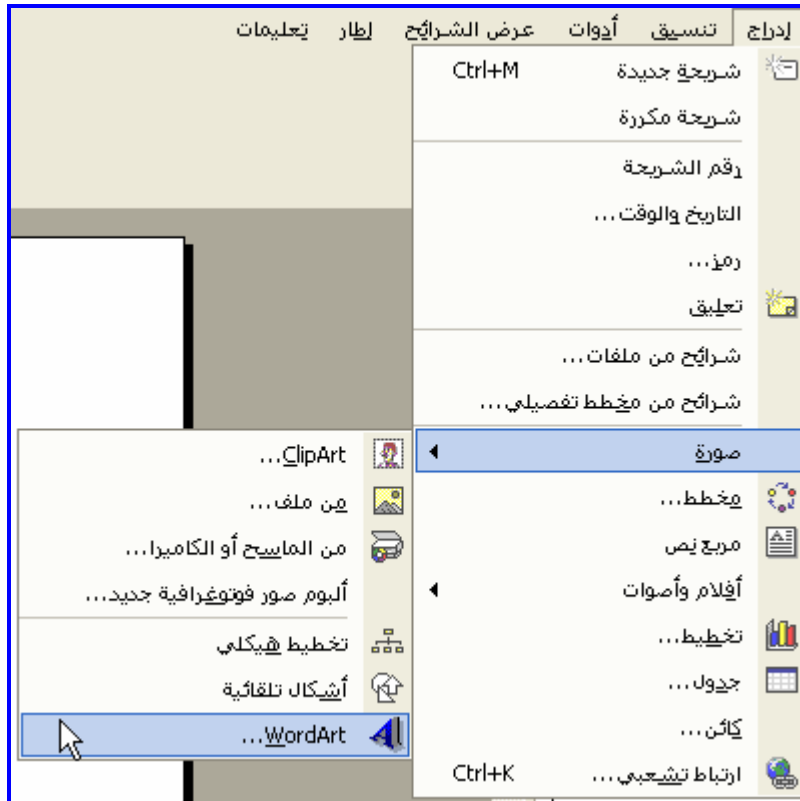 إدراج تنسيق أدوات عرض الشرائح إطار تعليمات
شريحة جديدة Ctrl+M
شريحة مكررة
رقم الشريحة
التاريخ والوقت...
رمز...
تعليق
شرائح من ملفات...
شرائح من مخطط تفصيلي...
صورة
مخطط...
مربع نص
أفلام وأصوات
تخطيط...
جدول...
كائن...
ارتباط تشعبي... Ctrl+K
ClipArt...
من ملف...
من الماسح أو الكاميرا...
ألبوم صور فوتوغرافية جديد...
تخطيط هيكلي
أشكال تلقائية
WordArt...